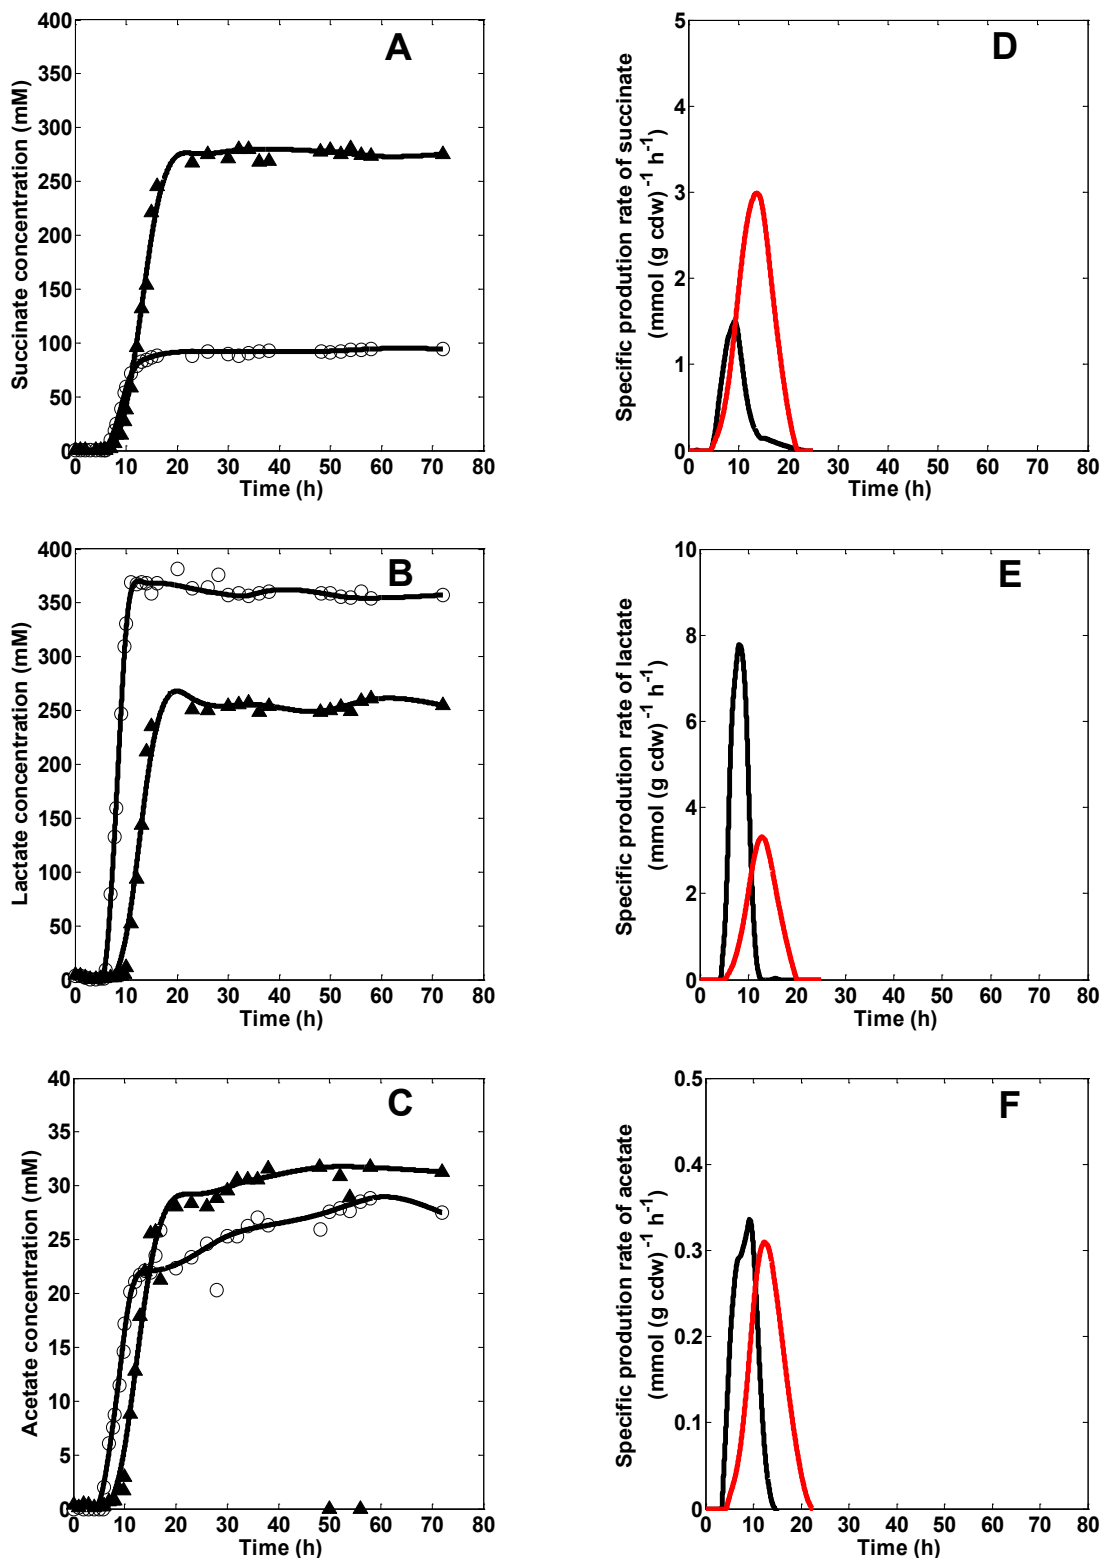 A
Succinate concentration (mM)
400
350
300
250
200
150
100
50
0
0 10 20 30 40 50 60 70 80
Time (h)
D
Specific prodution rate of succinate
(mmol (g cdw)⁻¹ h⁻¹)
5
4
3
2
1
0
0 10 20 30 40 50 60 70 80
Time (h)
B
Lactate concentration (mM)
400
350
300
250
200
150
100
50
0
0 10 20 30 40 50 60 70 80
Time (h)
E
Specific prodution rate of lactate
(mmol (g cdw)⁻¹ h⁻¹)
10
8
6
4
2
0
0 10 20 30 40 50 60 70 80
Time (h)
C
Acetate concentration (mM)
40
35
30
25
20
15
10
5
0
0 10 20 30 40 50 60 70 80
Time (h)
F
Specific prodution rate of acetate
(mmol (g cdw)⁻¹ h⁻¹)
0.5
0.4
0.3
0.2
0.1
0
0 10 20 30 40 50 60 70 80
Time (h)